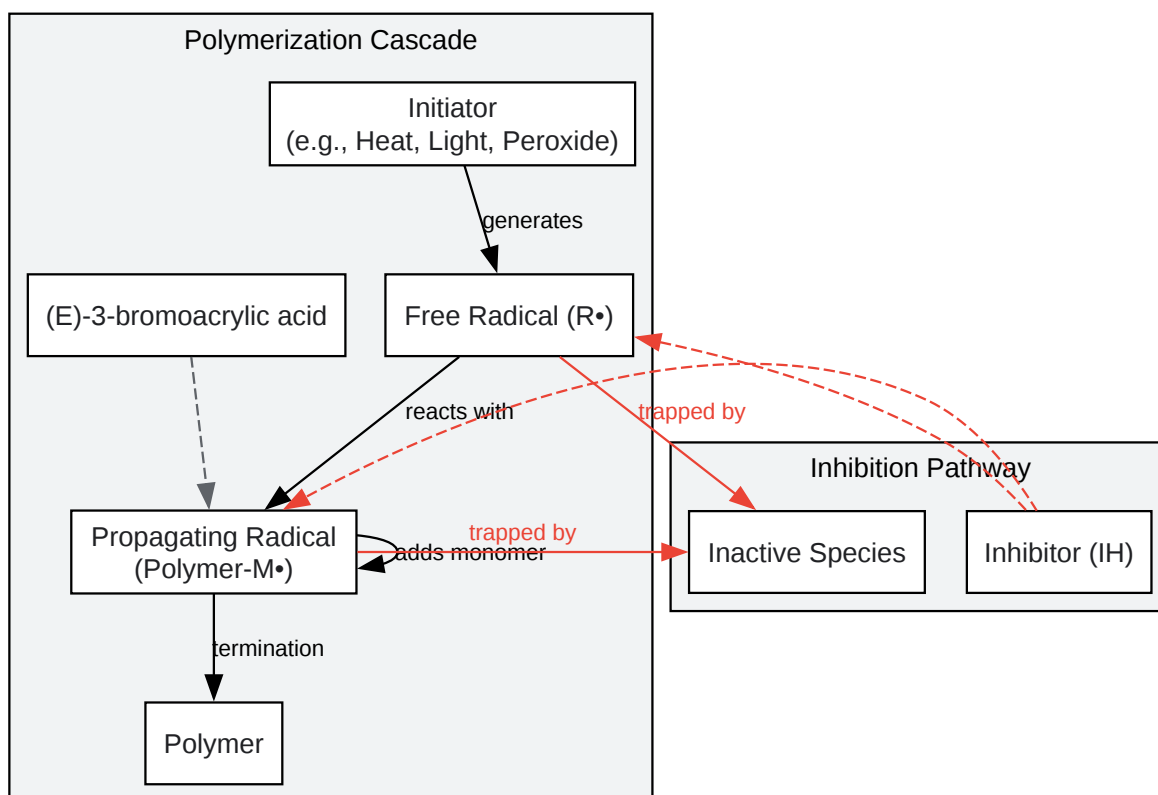 Polymerization Cascade
Initiator
(e.g., Heat, Light, Peroxide)
generates
(E)-3-bromoacrylic acid
Free Radical (R•)
reacts with
trapped by
Inhibition Pathway
Propagating Radical
(Polymer-M•)
adds monomer
trapped by
Inactive Species
Inhibitor (IH)
termination
Polymer